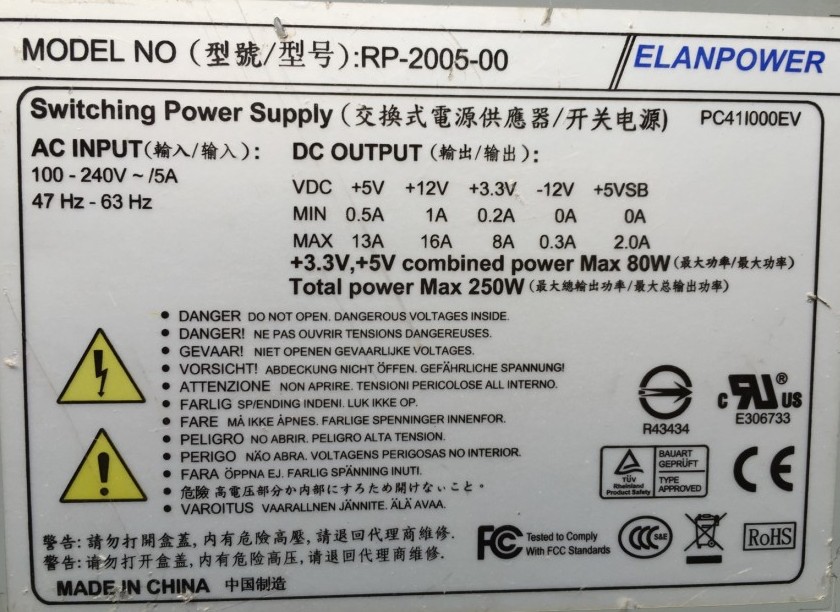 MODEL NO (型號/型号):RP-2005-00
ELANPOWER
Switching Power Supply (交換式電源供應器/开关电源) PC41I000EV
AC INPUT(輸入/输入):
100 - 240V ~ /5A
47 Hz - 63 Hz
DC OUTPUT (輸出/输出):
VDC +5V +12V +3.3V -12V +5VSB
MIN 0.5A 1A 0.2A 0A 0A
MAX 13A 16A 8A 0.3A 2.0A
+3.3V,+5V combined power Max 80W(最大功率/最大功率)
Total power Max 250W(最大總輸出功率/最大总输出功率)
• DANGER DO NOT OPEN. DANGEROUS VOLTAGES INSIDE.
• DANGER! NE PAS OUVRIR TENSIONS DANGEREUSES.
• GEVAAR! NIET OPENEN GEVAARLIJKE VOLTAGES.
• VORSICHT! ABDECKUNG NICHT ÖFFEN. GEFÄHRLICHE SPANNUNG!
• ATTENZIONE NON APRIRE. TENSIONI PERICOLOSE ALL INTERNO.
• FARLIG SP/ENDING INDENI. LUK IKKE OP.
• FARE MÅ IKKE ÅPNES. FARLIGE SPENNINGER INNENFOR.
• PELIGRO NO ABRIR. PELIGRO ALTA TENSION.
• PERIGO NÃO ABRA. VOLTAGENS PERIGOSAS NO INTERIOR.
• FARA ÖPPNA EJ. FARLIG SPÄNNING INUTI.
• 危險 高電压部分か内部にすろため開けなぃこと。
• VAROITUS VAARALLNEN JÄNNITE. ÄLÄ AVAA.
R43434
c RU ® US
E306733
TÜV
Rheinland
Product Safety
BAUART
GEPRÜFT
TYPE
APPROVED
CE
警告: 請勿打開盒蓋, 内有危險高壓, 請退回代理商維修.
警告: 请勿打开盒盖, 内有危险高压, 请退回代理商维修.
FC Tested to Comply
With FCC Standards
CCC S&E
RoHS
MADE IN CHINA 中国制造